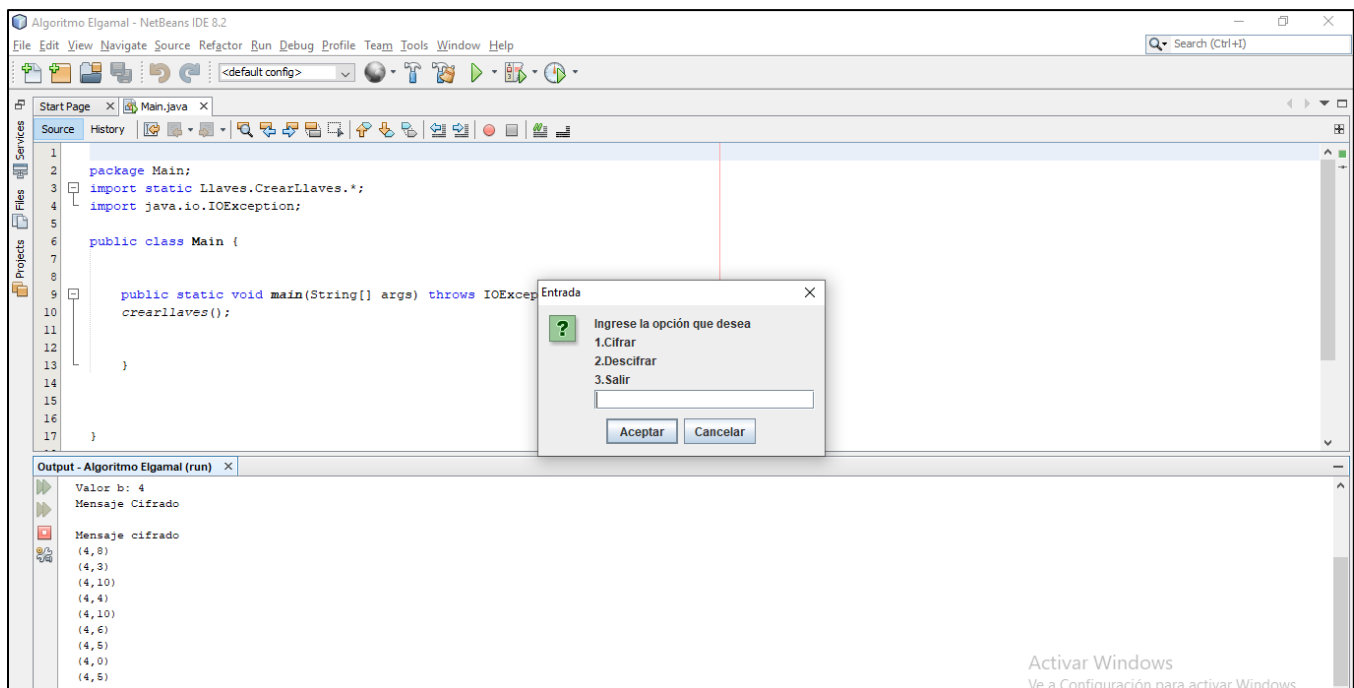 Algoritmo Elgamal - NetBeans IDE 8.2
File Edit View Navigate Source Refactor Run Debug Profile Team Tools Window Help
Search (Ctrl+I)
<default config>
Start Page
Main.java
Source History
Services
Files
Projects
1
2 package Main;
3 import static Llaves.CrearLlaves.*;
4 import java.io.IOException;
5
6 public class Main {
7
8
9 public static void main(String[] args) throws IOExcep
10 crearllaves();
11
12
13 }
14
15
16
17 }
Entrada
Ingrese la opción que desea
1.Cifrar
2.Descifrar
3.Salir
Aceptar Cancelar
Output - Algoritmo Elgamal (run)
Valor b: 4
Mensaje Cifrado
Mensaje cifrado
(4,8)
(4,3)
(4,10)
(4,4)
(4,10)
(4,6)
(4,5)
(4,0)
(4,5)
Activar Windows
Ve a Configuración para activar Windows